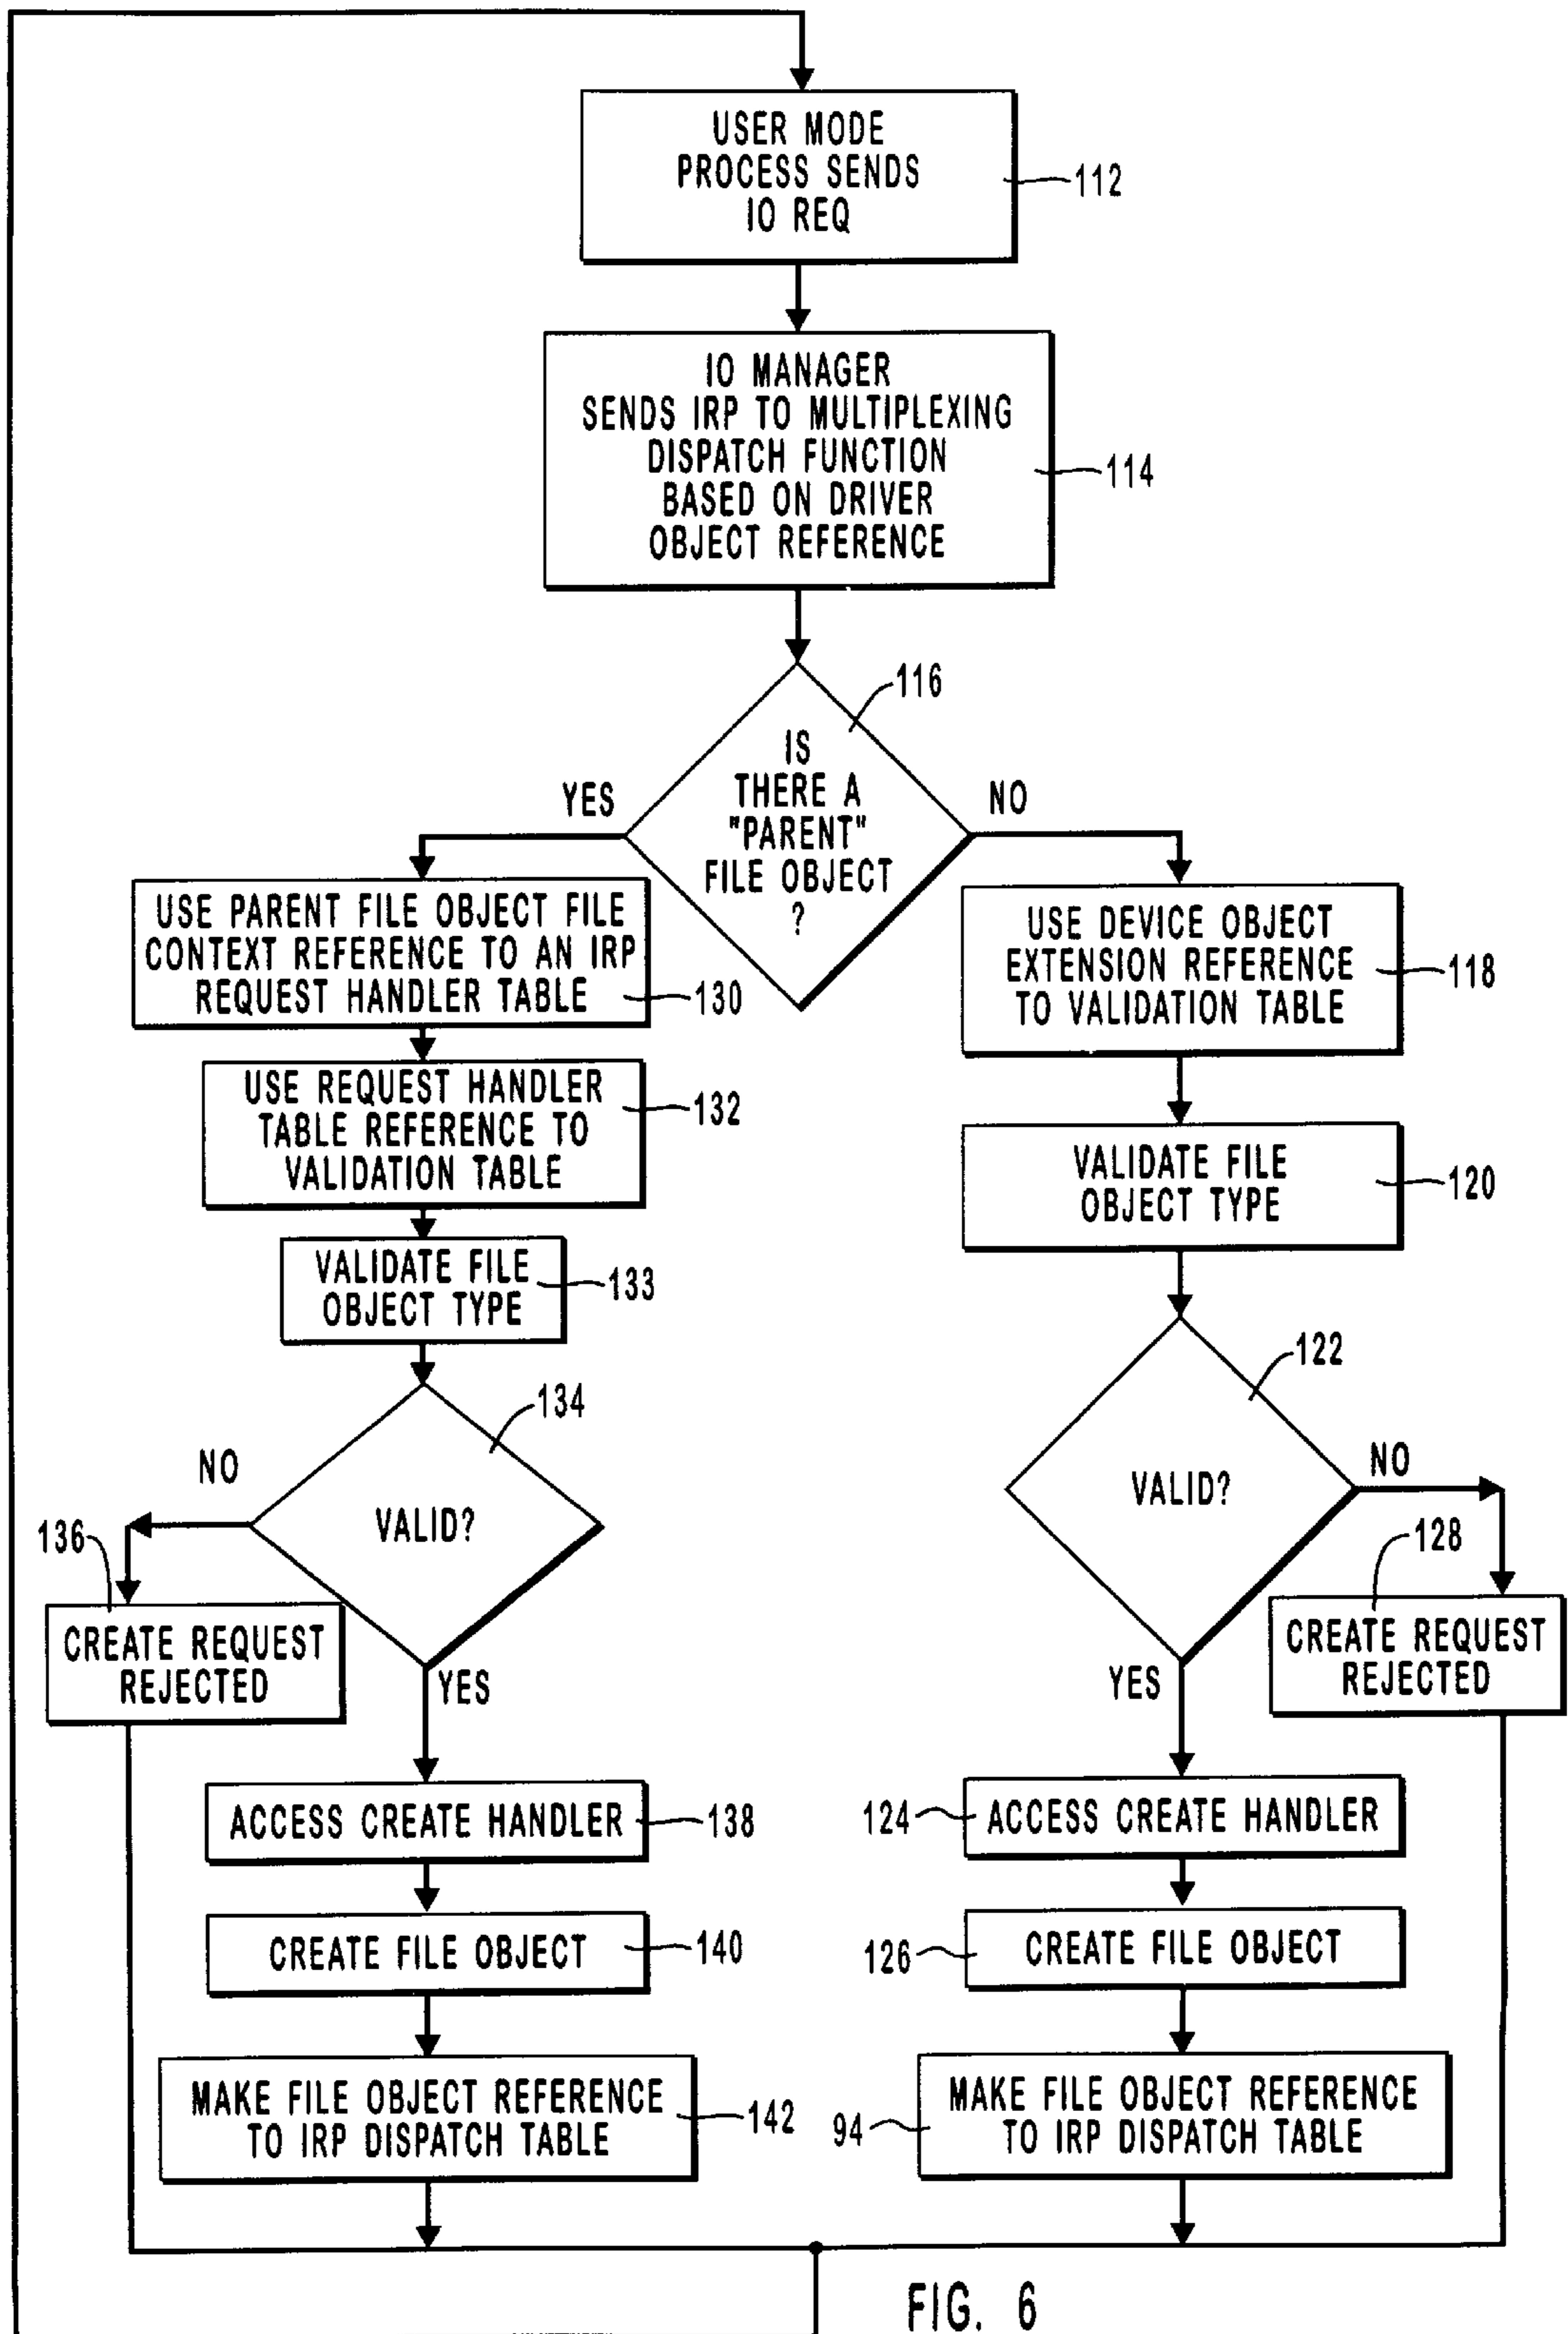 USER MODE
PROCESS SENDS
IO REQ
112
IO MANAGER
SENDS IRP TO MULTIPLEXING
DISPATCH FUNCTION
BASED ON DRIVER
OBJECT REFERENCE
114
116
IS
THERE A
"PARENT"
FILE OBJECT
?
YES
NO
USE PARENT FILE OBJECT FILE
CONTEXT REFERENCE TO AN IRP
REQUEST HANDLER TABLE
130
USE REQUEST HANDLER
TABLE REFERENCE TO
VALIDATION TABLE
132
VALIDATE FILE
OBJECT TYPE
133
134
VALID?
NO
136
CREATE REQUEST
REJECTED
YES
ACCESS CREATE HANDLER
138
CREATE FILE OBJECT
140
MAKE FILE OBJECT REFERENCE
TO IRP DISPATCH TABLE
142
USE DEVICE OBJECT
EXTENSION REFERENCE
TO VALIDATION TABLE
118
VALIDATE FILE
OBJECT TYPE
120
122
VALID?
NO
128
CREATE REQUEST
REJECTED
YES
124
ACCESS CREATE HANDLER
126
CREATE FILE OBJECT
94
MAKE FILE OBJECT REFERENCE
TO IRP DISPATCH TABLE
FIG. 6